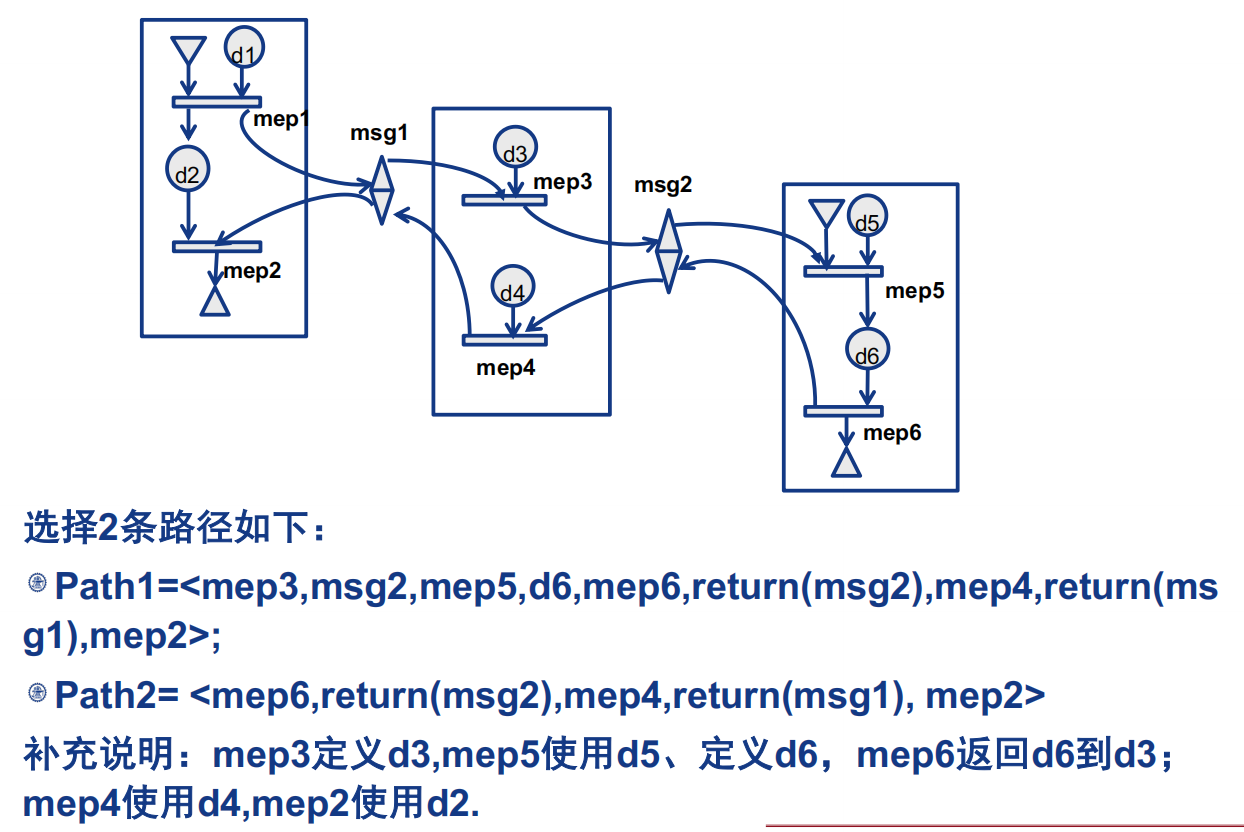 d1
mep1
d2
mep2
msg1
d3
mep3
d4
mep4
msg2
d5
mep5
d6
mep6
选择2条路径如下：
Path1=<mep3,msg2,mep5,d6,mep6,return(msg2),mep4,return(ms
g1),mep2>;
Path2= <mep6,return(msg2),mep4,return(msg1), mep2>
补充说明：mep3定义d3,mep5使用d5、定义d6，mep6返回d6到d3；
mep4使用d4,mep2使用d2.